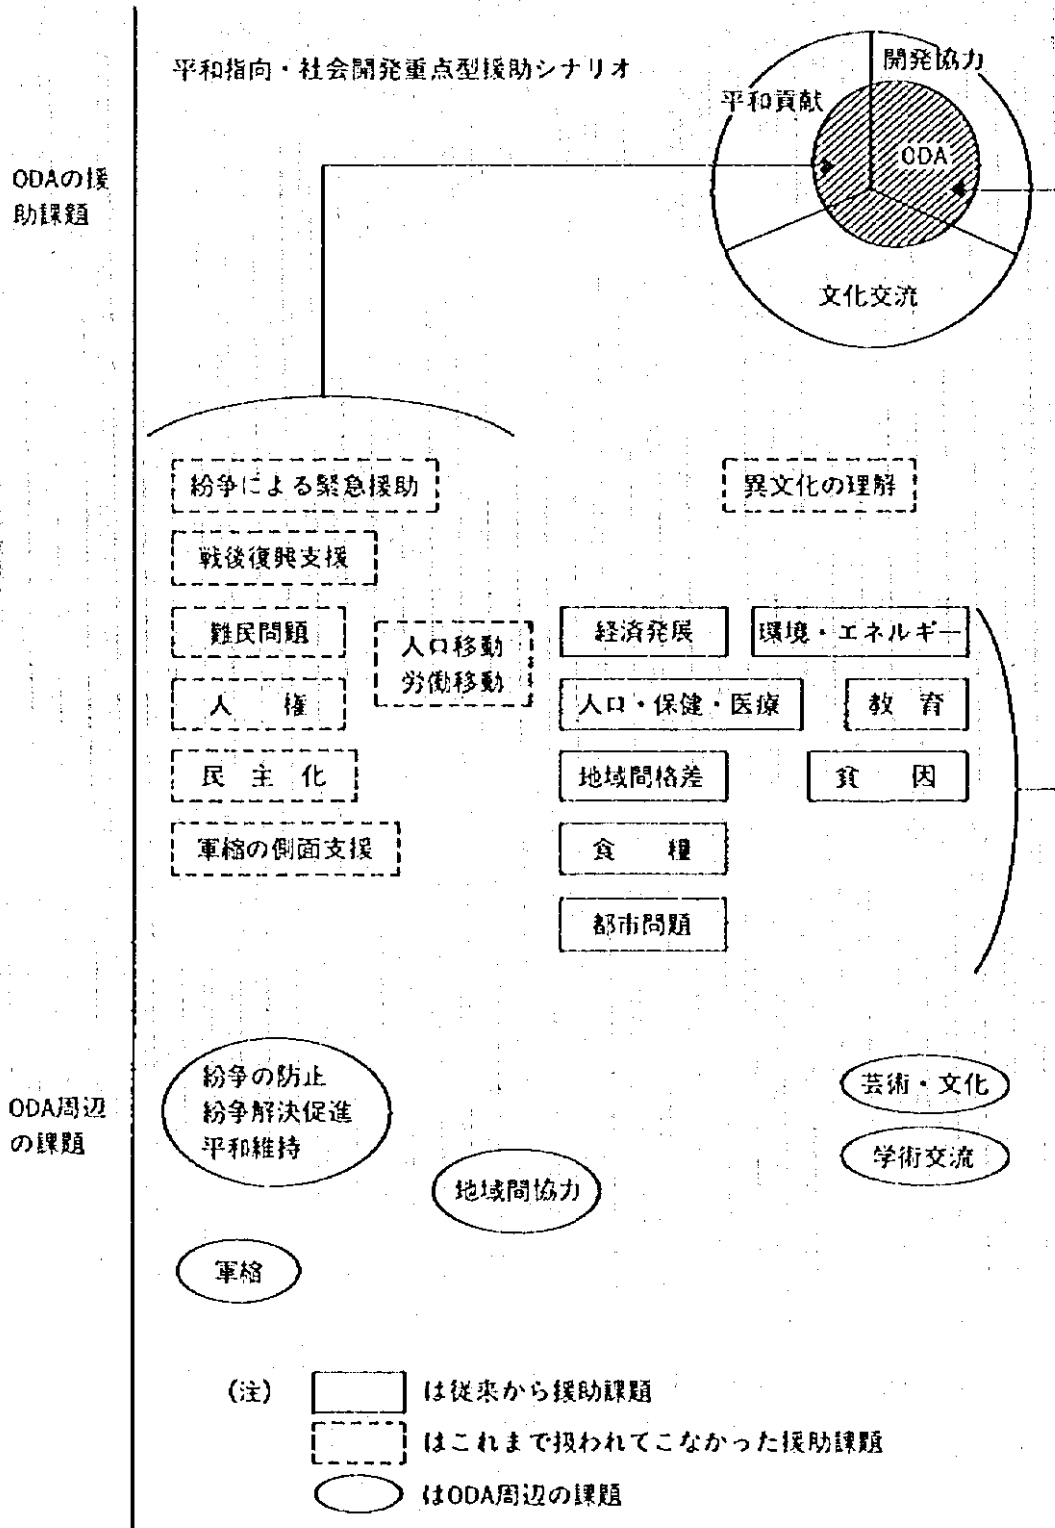 平和指向・社会開発重点型援助シナリオ
開発協力
平和貢献
ODA
文化交流
ODAの援
助課題
紛争による緊急援助
異文化の理解
戦後復興支援
難民問題
人口移動
労働移動
経済発展
環境・エネルギー
人　権
人口・保健・医療
教 育
民 主 化
地域間格差
貧　因
軍縮の側面支援
食　糧
都市問題
ODA周辺
の課題
紛争の防止
紛争解決促進
平和維持
芸術・文化
学術交流
地域間協力
軍縮
(注)
は従来から援助課題
はこれまで扱われてこなかった援助課題
はODA周辺の課題